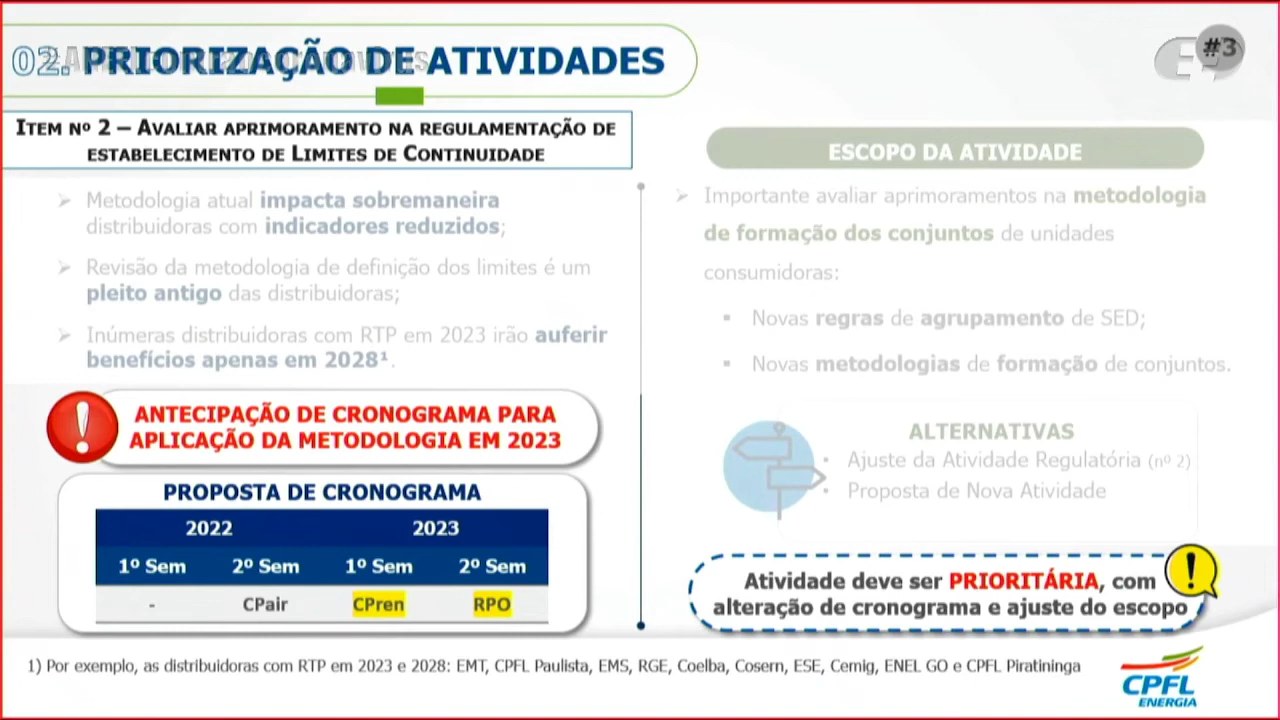 02. PRIORIZAÇÃO DE ATIVIDADES
#3
ITEM Nº 2 – AVALIAR APRIMORAMENTO NA REGULAMENTAÇÃO DE
ESTABELECIMENTO DE LIMITES DE CONTINUIDADE
➢ Metodologia atual impacta sobremaneira
distribuidoras com indicadores reduzidos;
➢ Revisão da metodologia de definição dos limites é um
pleito antigo das distribuidoras;
➢ Inúmeras distribuidoras com RTP em 2023 irão auferir
benefícios apenas em 2028¹.
ANTECIPAÇÃO DE CRONOGRAMA PARA
APLICAÇÃO DA METODOLOGIA EM 2023
PROPOSTA DE CRONOGRAMA
2022 2023
1º Sem 2º Sem 1º Sem 2º Sem
- CPair CPren RPO
ESCOPO DA ATIVIDADE
➢ Importante avaliar aprimoramentos na metodologia
de formação dos conjuntos de unidades
consumidoras:
▪ Novas regras de agrupamento de SED;
▪ Novas metodologias de formação de conjuntos.
ALTERNATIVAS
• Ajuste da Atividade Regulatória (nº 2)
• Proposta de Nova Atividade
Atividade deve ser PRIORITÁRIA, com
alteração de cronograma e ajuste do escopo
1) Por exemplo, as distribuidoras com RTP em 2023 e 2028: EMT, CPFL Paulista, EMS, RGE, Coelba, Cosern, ESE, Cemig, ENEL GO e CPFL Piratininga
CPFL
ENERGIA